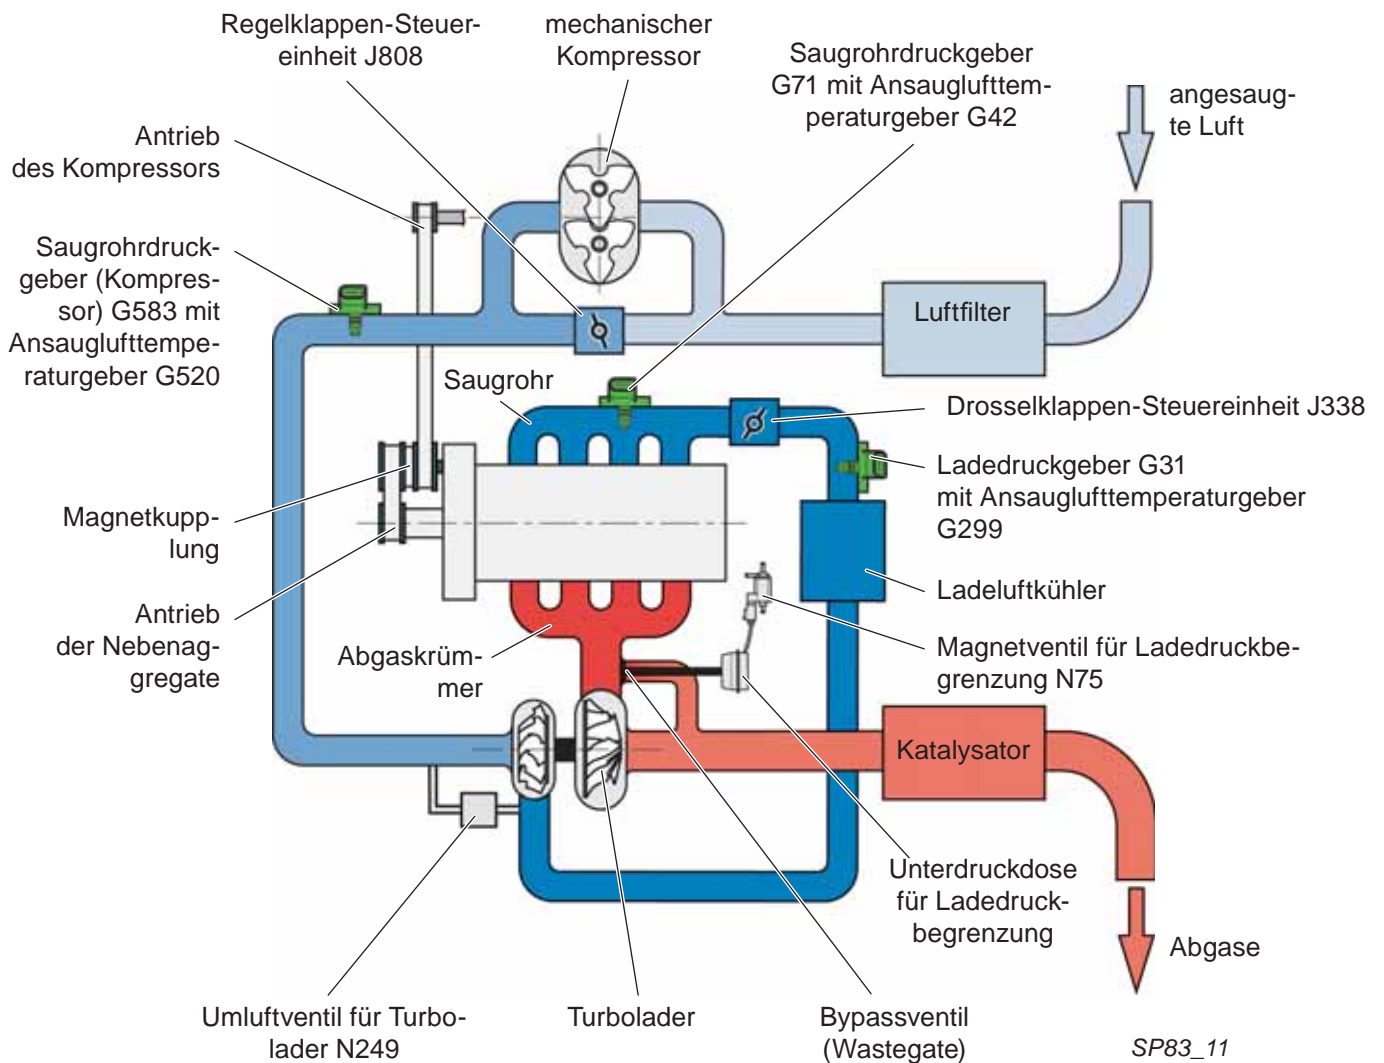 Regelklappen-Steuer-
einheit J808
mechanischer
Kompressor
Saugrohrdruckgeber
G71 mit Ansauglufttem-
peraturgeber G42
angesaug-
te Luft
Antrieb
des Kompressors
Saugrohrdruck-
geber (Kompres-
sor) G583 mit
Ansauglufttempe-
raturgeber G520
Luftfilter
Saugrohr
Drosselklappen-Steuereinheit J338
Ladedruckgeber G31
mit Ansauglufttemperaturgeber
G299
Magnetkupp-
lung
Ladeluftkühler
Antrieb
der Nebenag-
gregate
Abgaskrüm-
mer
Magnetventil für Ladedruckbe-
grenzung N75
Katalysator
Unterdruckdose
für Ladedruck-
begrenzung
Abgase
Umluftventil für Turbo-
lader N249
Turbolader
Bypassventil
(Wastegate)
SP83_11